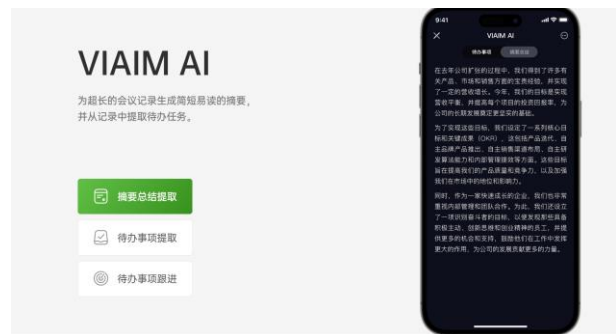 VIAIM AI
为超长的会议记录生成简短易读的摘要，
并从记录中提取待办任务。
摘要总结提取
待办事项提取
待办事项跟进
9:41
VIAIM AI
待办事项
摘要总结
在去年公司扩张的过程中，我们得到了许多有
关产品、市场和销售方面的宝贵经验，并实现
了一定的营收增长。今年，我们的目标是实现
营收平衡，并提高每个项目的投资回报率，为
公司的长期发展奠定更坚实的基础。
为了实现这些目标，我们设定了一系列核心目
标和关键成果（OKR），这包括产品迭代、自
主品牌产品推出、自主销售渠道布局、自主研
发算法能力和内部管理提效等方面。这些目标
旨在提高我们的产品质量和竞争力，以及加强
我们在市场中的地位和影响力。
同时，作为一家快速成长的企业，我们也非常
重视内部管理和团队合作。为此，我们还设立
了一项识别奋斗者的目标，以便发现那些具备
积极主动、创新思维和创业精神的员工，并提
供更多的机会和支持，鼓励他们在工作中发挥
更大的作用，为公司的发展贡献更多的力量。